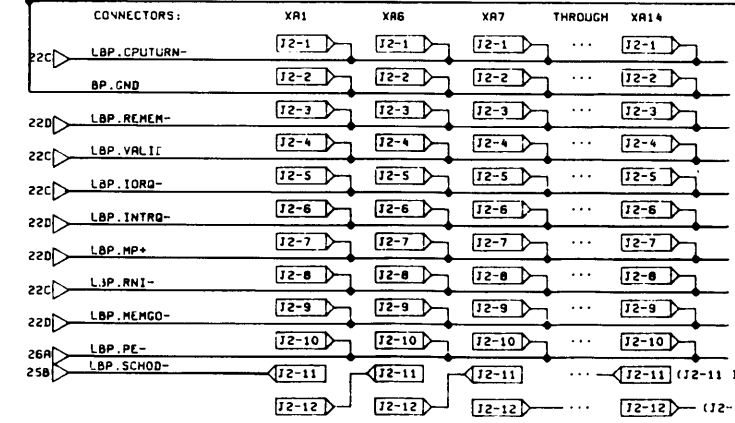 CONNECTORS: XA1 XA6 XA7 THROUGH XA14
J2-1 J2-1 J2-1 ... J2-1
22C LBP.CPUTURN-
J2-2 J2-2 J2-2 ... J2-2
BP.GND
J2-3 J2-3 J2-3 ... J2-3
22D LBP.REMEM-
J2-4 J2-4 J2-4 ... J2-4
22C
J2-5 J2-5 J2-5 ... J2-5
22C LBP.IORQ-
J2-6 J2-6 J2-6 ... J2-6
22D LBP.INTRQ-
J2-7 J2-7 J2-7 ... J2-7
22D LBP.MP+
J2-8 J2-8 J2-8 ... J2-8
22C LBP.RNI-
J2-9 J2-9 J2-9 ... J2-9
22D LBP.MEMGO-
J2-10 J2-10 J2-10 ... J2-10
26A LBP.PE-
25B LBP.SCHOD- J2-11 J2-11 J2-11 ... J2-11 (J2-11
J2-12 J2-12 J2-12 ... J2-12 (J2-